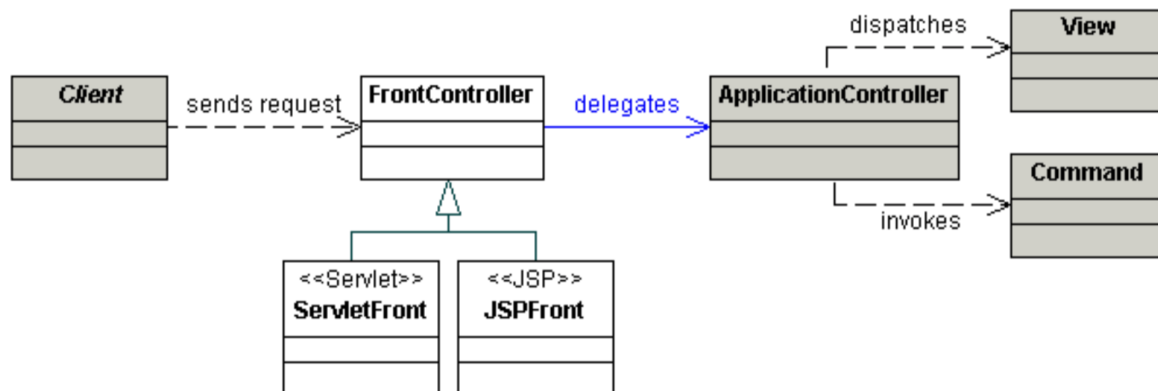 dispatches
View
Client
sends request
FrontController
delegates
ApplicationController
Command
invokes
<<Servlet>>
ServletFront
<<JSP>>
JSPFront